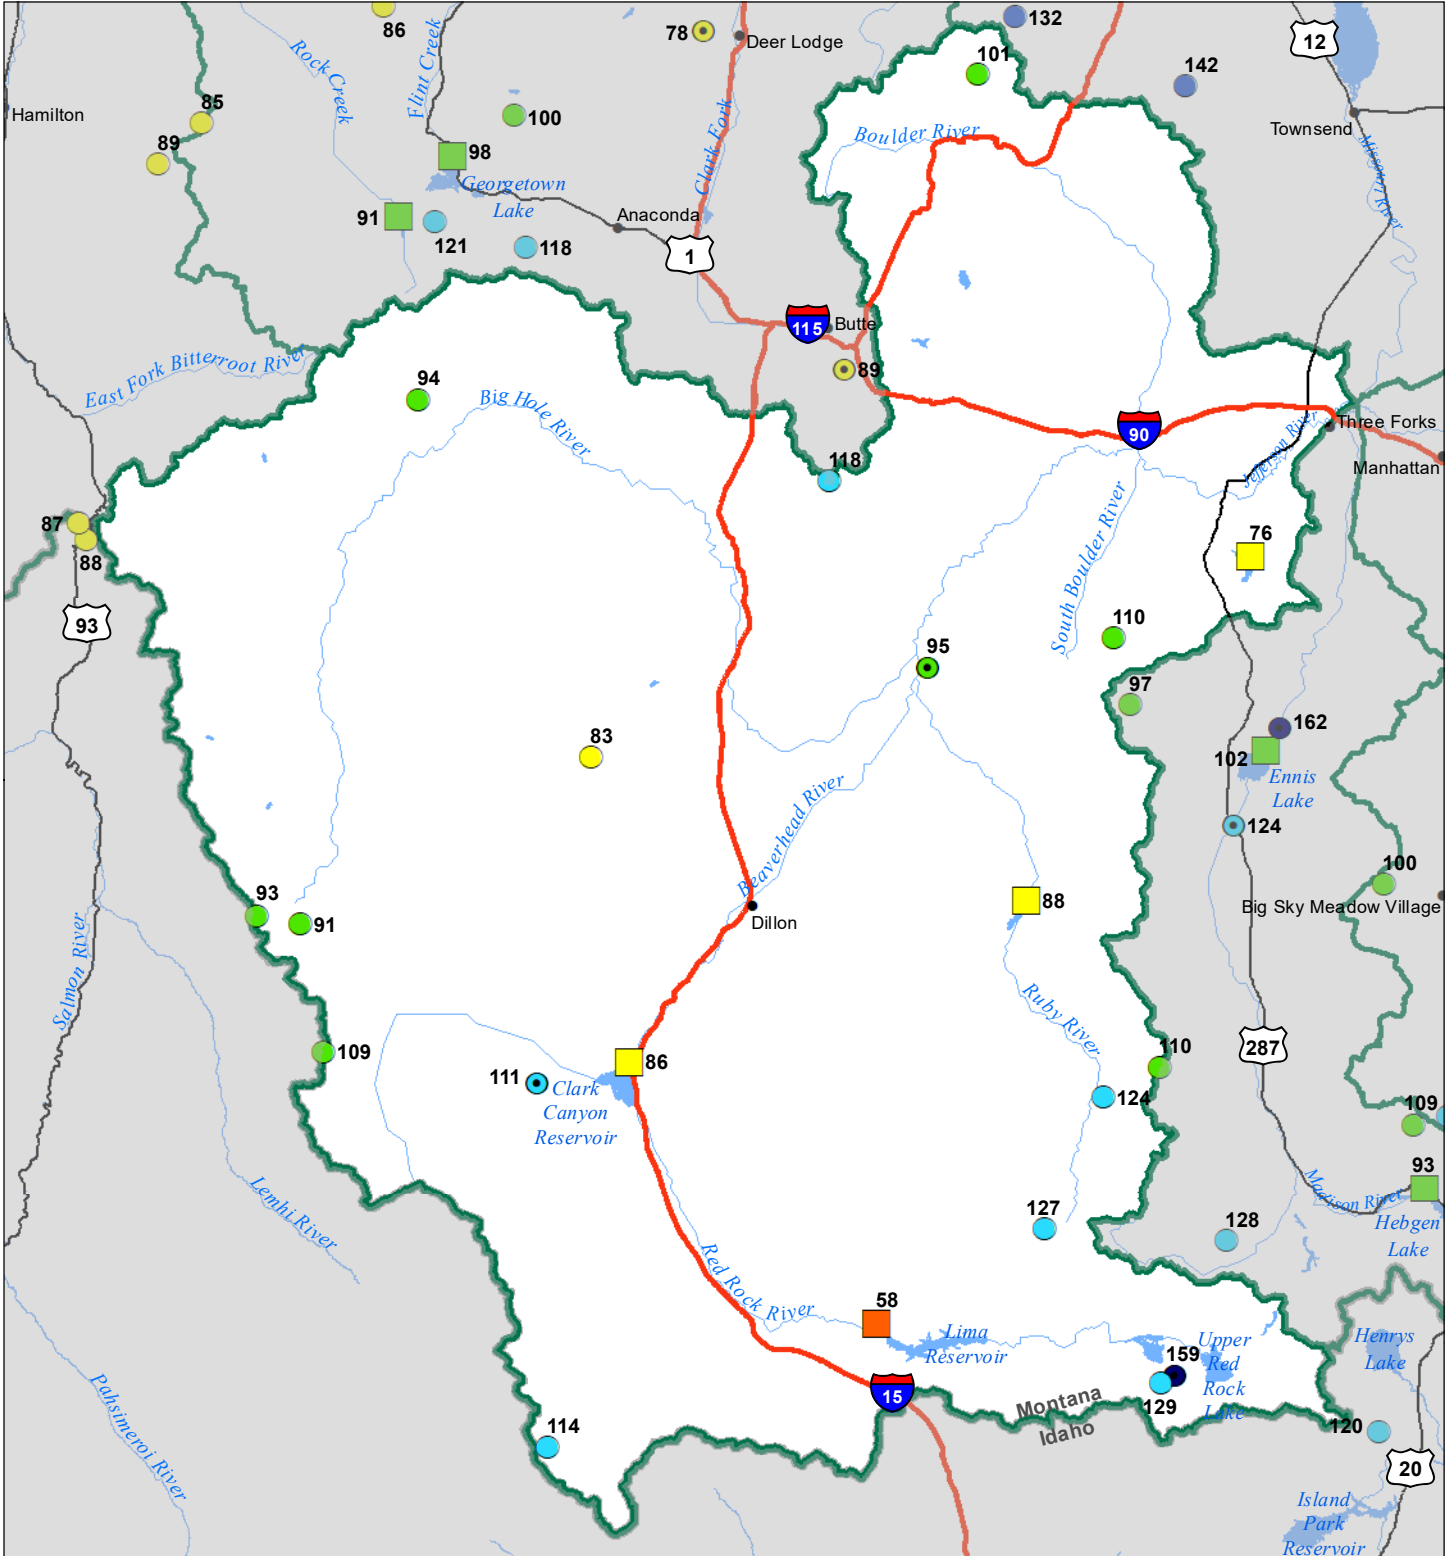 86
132
78
Deer Lodge
12
101
142
Rock Creek
Flint Creek
Hamilton
85
100
Clark Fork
Boulder River
Townsend
89
98
Missouri River
Georgetown
Lake
91
121
118
Anaconda
1
115
Butte
East Fork Bitterroot River
89
94
Big Hole River
90
Jefferson River
Three Forks
Manhattan
118
87
88
South Boulder River
76
93
110
95
97
83
162
102
Ennis
Lake
124
Beaverhead River
100
93
91
Dillon
88
Big Sky Meadow Village
Salmon River
Ruby River
109
86
287
110
111
Clark
Canyon
Reservoir
124
109
Lemhi River
93
Madison River
127
128
Hebgen
Lake
Red Rock River
58
Lima
Reservoir
Upper
Red
Rock
Lake
159
129
Henrys
Lake
Pahsimeroi River
15
Montana
Idaho
114
120
20
Island
Park
Reservoir